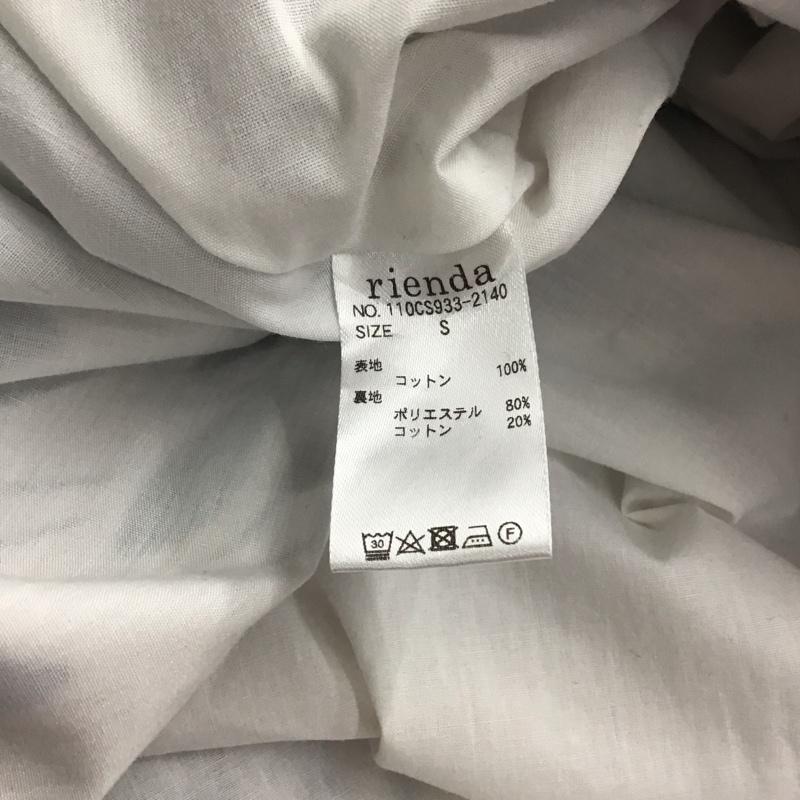 rienda
NO. 110CS933-2140
SIZE S
表地
コットン 100%
裏地
ポリエステル 80%
コットン 20%
30
F